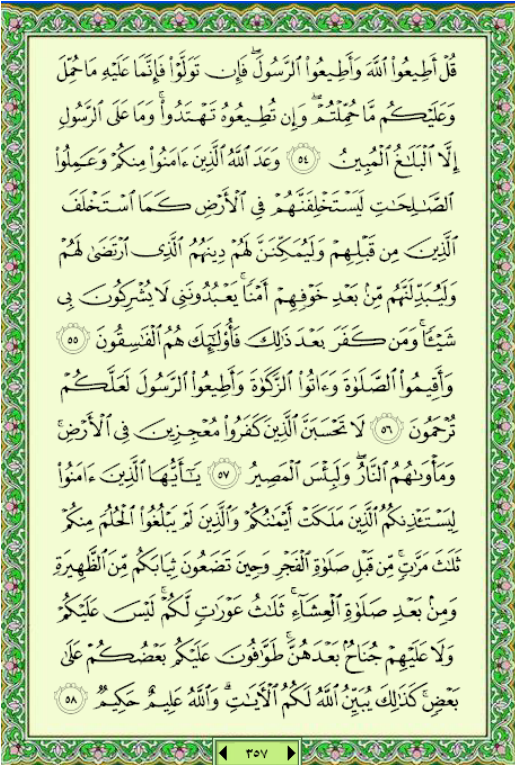 قُلْ أَطِيعُوا۟ ٱللَّهَ وَأَطِيعُوا۟ ٱلرَّسُولَ ۖ فَإِن تَوَلَّوْا۟ فَإِنَّمَا عَلَيْهِ مَا حُمِّلَ
وَعَلَيْكُم مَّا حُمِّلْتُمْ ۖ وَإِن تُطِيعُوهُ تَهْتَدُوا۟ ۚ وَمَا عَلَى ٱلرَّسُولِ
إِلَّا ٱلْبَلَـٰغُ ٱلْمُبِينُ ٥٤ وَعَدَ ٱللَّهُ ٱلَّذِينَ ءَامَنُوا۟ مِنكُمْ وَعَمِلُوا۟
ٱلصَّـٰلِحَـٰتِ لَيَسْتَخْلِفَنَّهُمْ فِى ٱلْأَرْضِ كَمَا ٱسْتَخْلَفَ
ٱلَّذِينَ مِن قَبْلِهِمْ وَلَيُمَكِّنَنَّ لَهُمْ دِينَهُمُ ٱلَّذِى ٱرْتَضَىٰ لَهُمْ
وَلَيُبَدِّلَنَّهُم مِّنۢ بَعْدِ خَوْفِهِمْ أَمْنًا ۚ يَعْبُدُونَنِى لَا يُشْرِكُونَ بِى
شَيْـًٔا ۚ وَمَن كَفَرَ بَعْدَ ذَٰلِكَ فَأُو۟لَـٰٓئِكَ هُمُ ٱلْفَـٰسِقُونَ ٥٥
وَأَقِيمُوا۟ ٱلصَّلَوٰةَ وَءَاتُوا۟ ٱلزَّكَوٰةَ وَأَطِيعُوا۟ ٱلرَّسُولَ لَعَلَّكُمْ
تُرْحَمُونَ ٥٦ لَا تَحْسَبَنَّ ٱلَّذِينَ كَفَرُوا۟ مُعْجِزِينَ فِى ٱلْأَرْضِ ۚ
وَمَأْوَىٰهُمُ ٱلنَّارُ ۖ وَلَبِئْسَ ٱلْمَصِيرُ ٥٧ يَـٰٓأَيُّهَا ٱلَّذِينَ ءَامَنُوا۟
لِيَسْتَـْٔذِنكُمُ ٱلَّذِينَ مَلَكَتْ أَيْمَـٰنُكُمْ وَٱلَّذِينَ لَمْ يَبْلُغُوا۟ ٱلْحُلُمَ مِنكُمْ
ثَلَـٰثَ مَرَّٰتٍ ۚ مِّن قَبْلِ صَلَوٰةِ ٱلْفَجْرِ وَحِينَ تَضَعُونَ ثِيَابَكُم مِّنَ ٱلظَّهِيرَةِ
وَمِنۢ بَعْدِ صَلَوٰةِ ٱلْعِشَآءِ ۚ ثَلَـٰثُ عَوْرَٰتٍ لَّكُمْ ۚ لَيْسَ عَلَيْكُمْ
وَلَا عَلَيْهِمْ جُنَاحٌۢ بَعْدَهُنَّ ۚ طَوَّٰفُونَ عَلَيْكُم بَعْضُكُمْ عَلَىٰ
بَعْضٍ ۚ كَذَٰلِكَ يُبَيِّنُ ٱللَّهُ لَكُمُ ٱلْـَٔايَـٰتِ ۗ وَٱللَّهُ عَلِيمٌ حَكِيمٌ ٥٨
٣٥٧